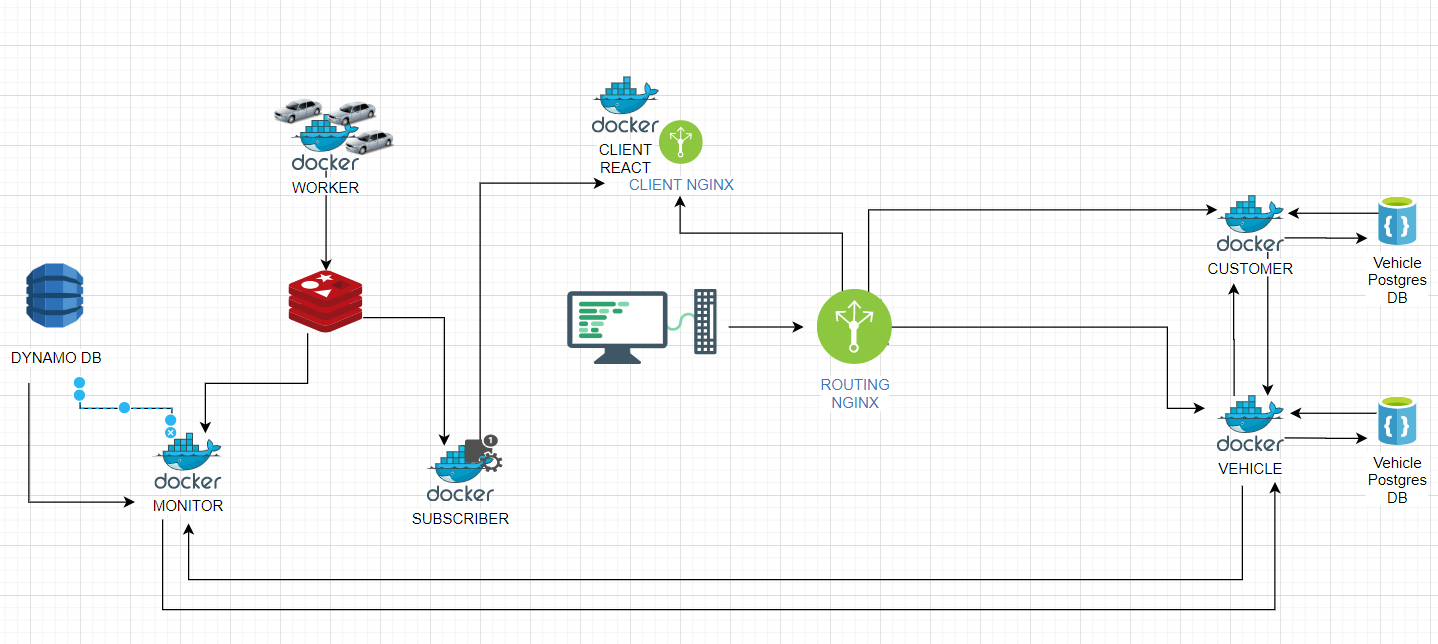 docker
CLIENT
REACT
CLIENT NGINX
docker
WORKER
docker
CUSTOMER
Vehicle
Postgres
DB
DYNAMO DB
ROUTING
NGINX
docker
VEHICLE
Vehicle
Postgres
DB
docker
MONITOR
1
docker
SUBSCRIBER